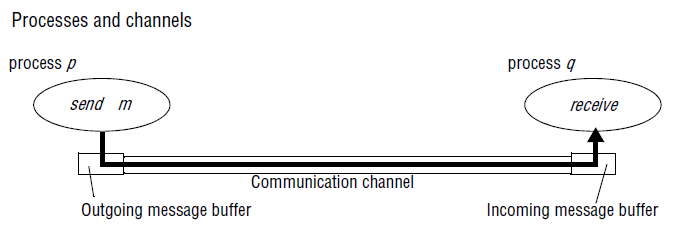 Processes and channels
process p
process q
send m
receive
Communication channel
Outgoing message buffer
Incoming message buffer